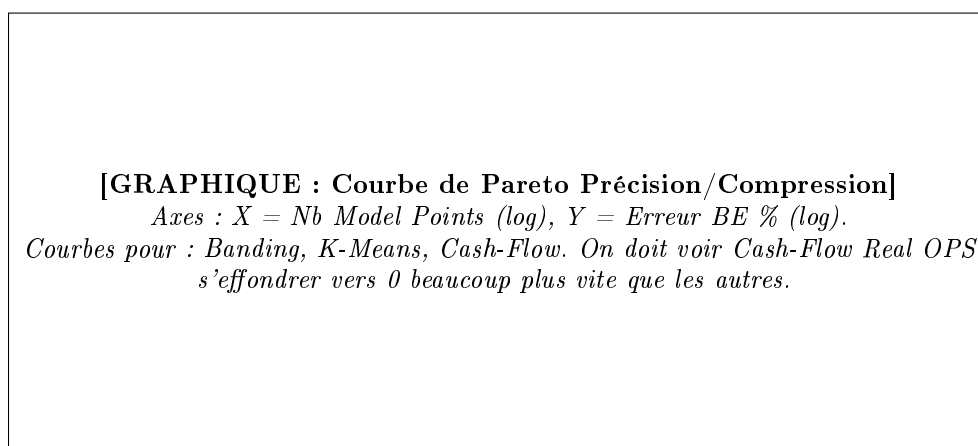 [GRAPHIQUE : Courbe de Pareto Précision/Compression]
Axes : X = Nb Model Points (log), Y = Erreur BE % (log).
Courbes pour : Banding, K-Means, Cash-Flow. On doit voir Cash-Flow Real OPS
s'effondrer vers 0 beaucoup plus vite que les autres.